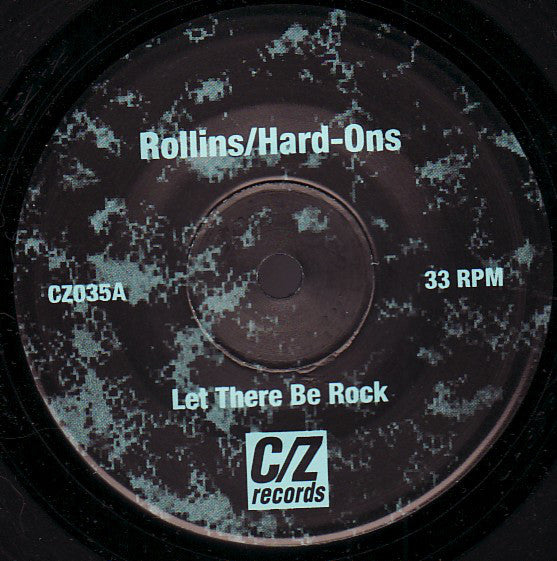 Rollins/Hard-Ons
CZ035A
33 RPM
Let There Be Rock
C/Z
records